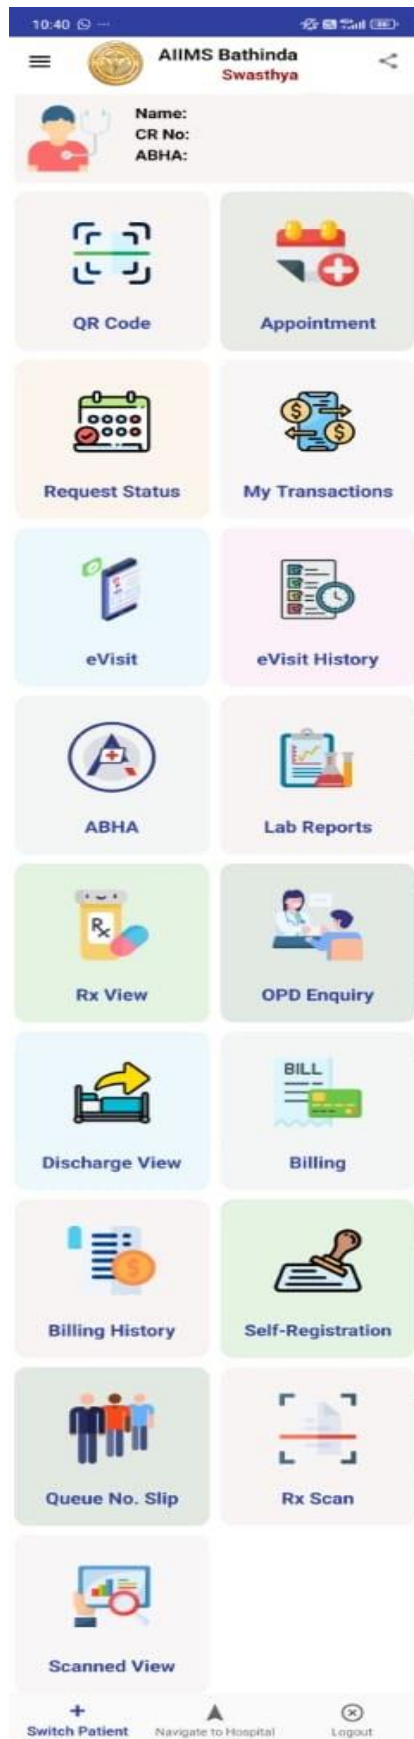 10:40
AIIMS Bathinda
Swasthya
Name:
CR No:
ABHA:
QR Code
Appointment
Request Status
My Transactions
eVisit
eVisit History
ABHA
Lab Reports
Rx
Rx View
OPD Enquiry
BILL
Discharge View
Billing
Billing History
Self-Registration
Queue No. Slip
Rx Scan
Scanned View
Switch Patient
Navigate to Hospital
Logout